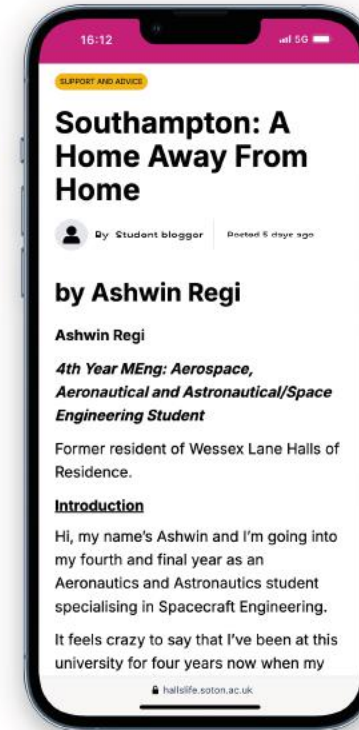 16:12
5G
SUPPORT AND ADVICE
Southampton: A
Home Away From
Home
By Student blogger
Posted 5 days ago
by Ashwin Regi
Ashwin Regi
4th Year MEng: Aerospace,
Aeronautical and Astronautical/Space
Engineering Student
Former resident of Wessex Lane Halls of
Residence.
Introduction
Hi, my name's Ashwin and I'm going into
my fourth and final year as an
Aeronautics and Astronautics student
specialising in Spacecraft Engineering.
It feels crazy to say that I've been at this
university for four years now when my
hallslife.soton.ac.uk